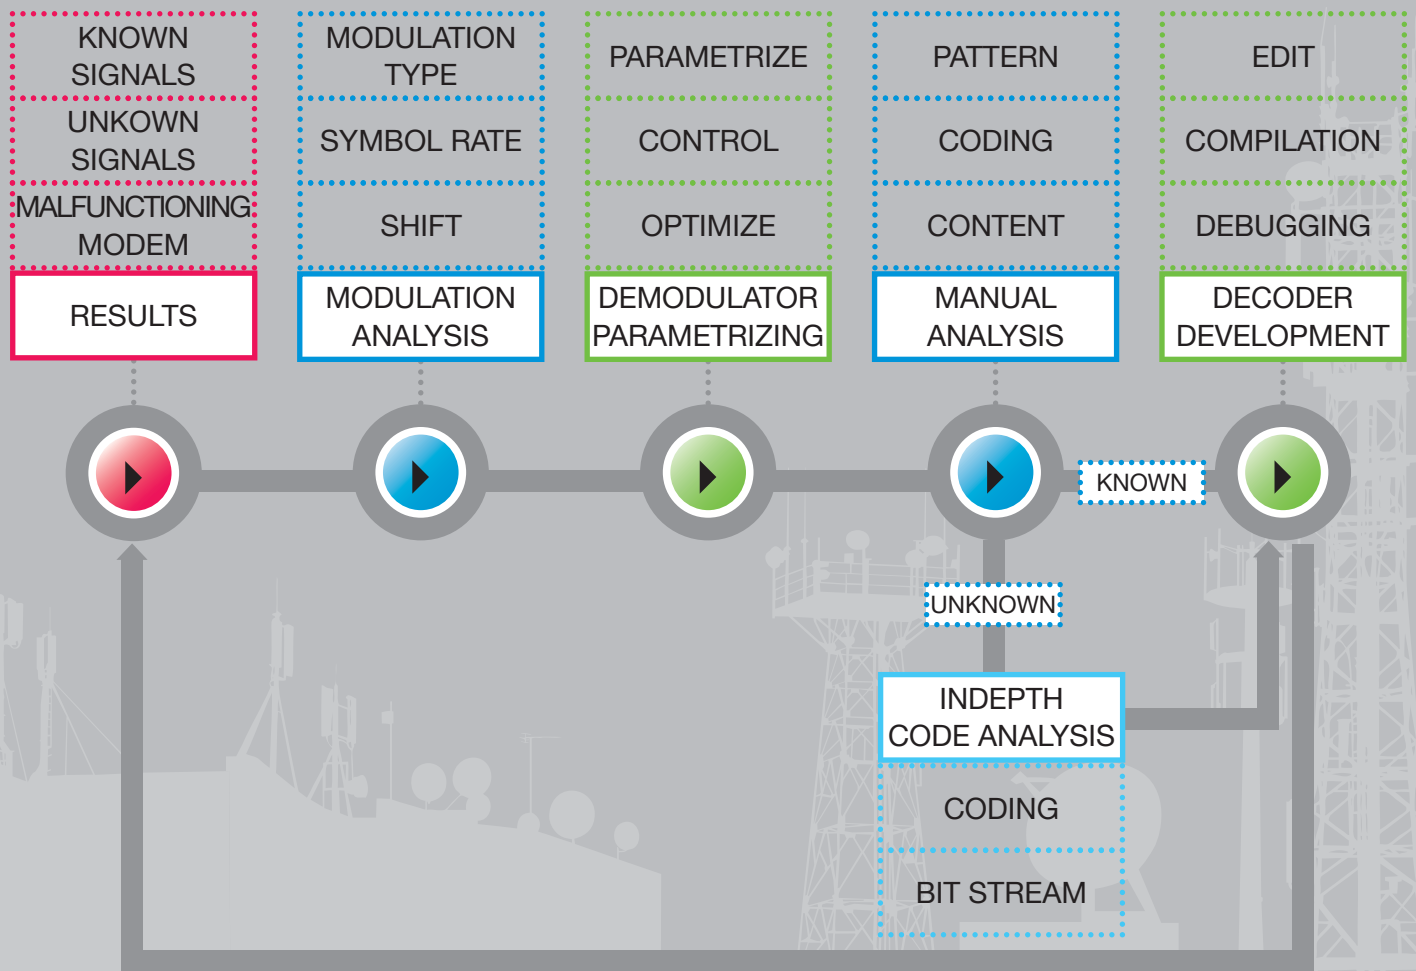 KNOWN
SIGNALS
UNKOWN
SIGNALS
MALFUNCTIONING
MODEM
RESULTS
MODULATION
TYPE
SYMBOL RATE
SHIFT
MODULATION
ANALYSIS
PARAMETRIZE
CONTROL
OPTIMIZE
DEMODULATOR
PARAMETRIZING
PATTERN
CODING
CONTENT
MANUAL
ANALYSIS
EDIT
COMPILATION
DEBUGGING
DECODER
DEVELOPMENT
KNOWN
UNKNOWN
INDEPTH
CODE ANALYSIS
CODING
BIT STREAM